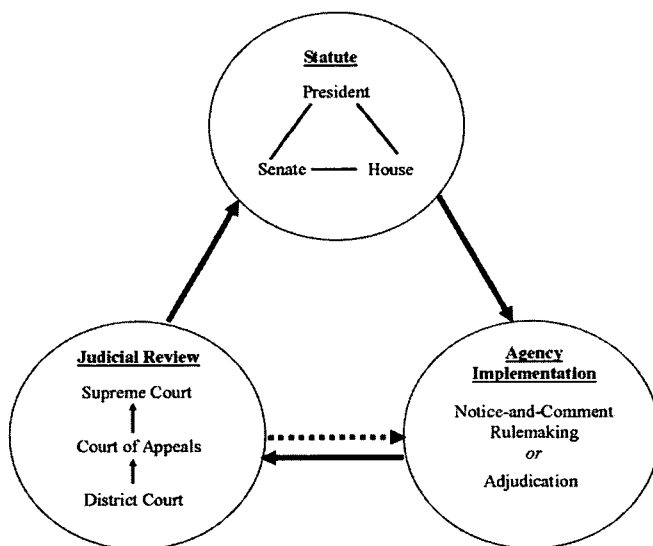 Statute
President
Senate House
Judicial Review
Supreme Court
Court of Appeals
District Court
Agency
Implementation
Notice-and-Comment
Rulemaking
or
Adjudication